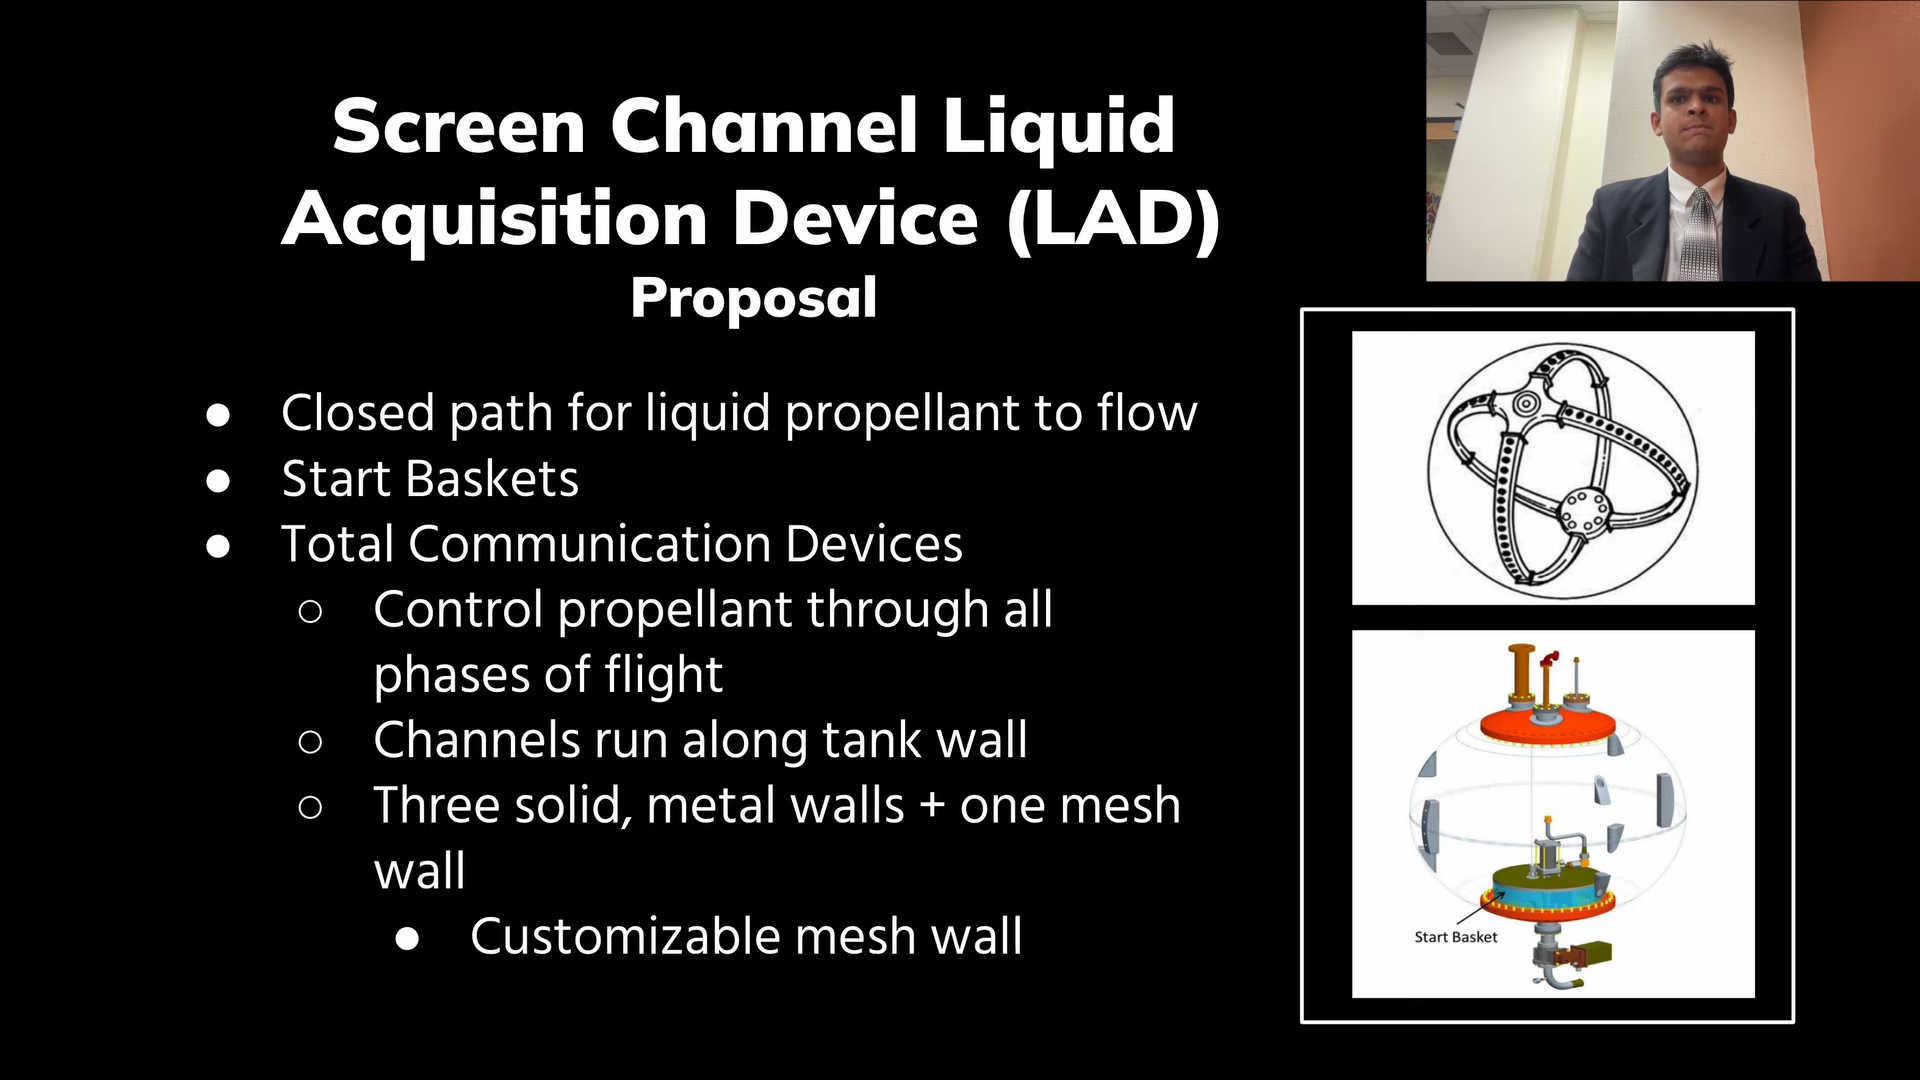 Screen Channel Liquid
Acquisition Device (LAD)
Proposal
● Closed path for liquid propellant to flow
● Start Baskets
● Total Communication Devices
○ Control propellant through all
phases of flight
○ Channels run along tank wall
○ Three solid, metal walls + one mesh
wall
● Customizable mesh wall
Start Basket